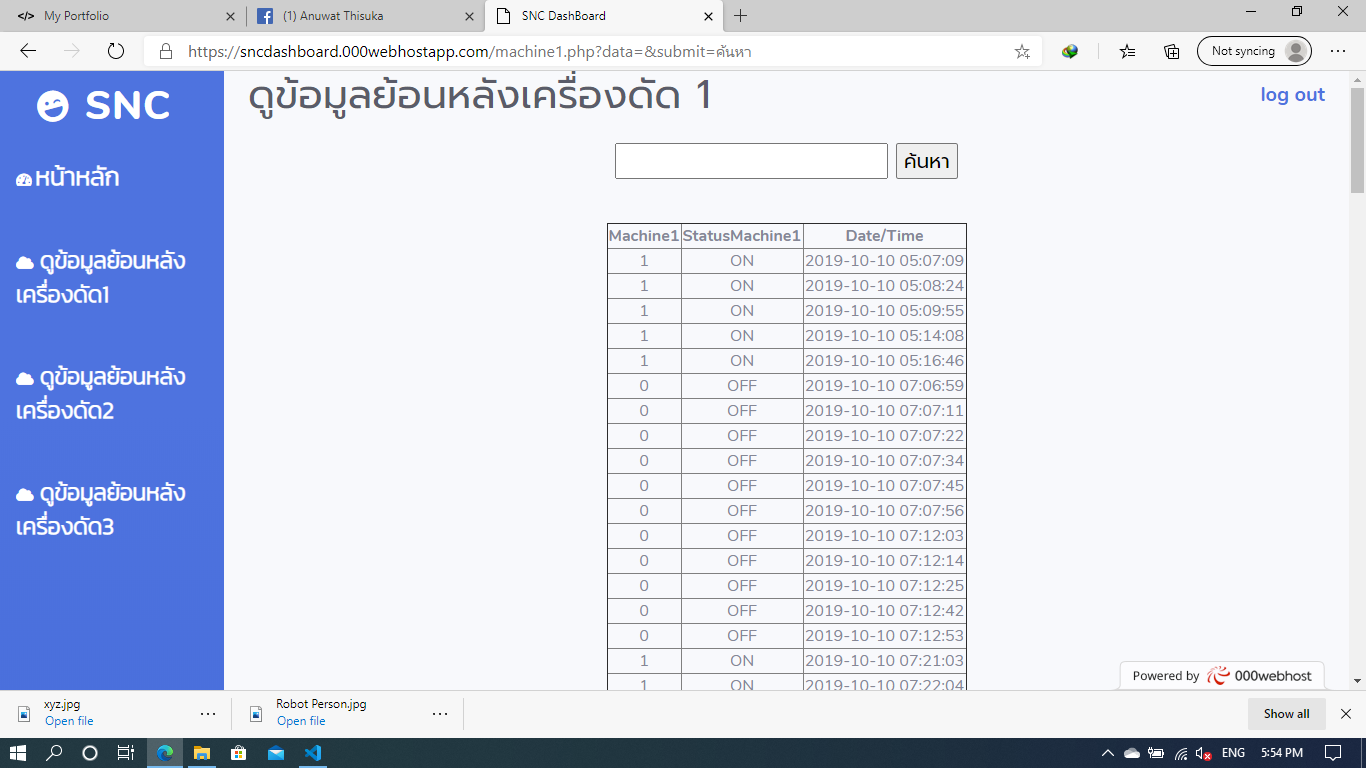 My Portfolio
(1) Anuwat Thisuka
SNC DashBoard
https://sncdashboard.000webhostapp.com/machine1.php?data=&submit=ค้นหา
Not syncing
SNC
หน้าหลัก
ดูข้อมูลย้อนหลัง
เครื่องดัด1
ดูข้อมูลย้อนหลัง
เครื่องดัด2
ดูข้อมูลย้อนหลัง
เครื่องดัด3
ดูข้อมูลย้อนหลังเครื่องดัด 1
log out
ค้นหา
Machine1 StatusMachine1 Date/Time
1 ON 2019-10-10 05:07:09
1 ON 2019-10-10 05:08:24
1 ON 2019-10-10 05:09:55
1 ON 2019-10-10 05:14:08
1 ON 2019-10-10 05:16:46
0 OFF 2019-10-10 07:06:59
0 OFF 2019-10-10 07:07:11
0 OFF 2019-10-10 07:07:22
0 OFF 2019-10-10 07:07:34
0 OFF 2019-10-10 07:07:45
0 OFF 2019-10-10 07:07:56
0 OFF 2019-10-10 07:12:03
0 OFF 2019-10-10 07:12:14
0 OFF 2019-10-10 07:12:25
0 OFF 2019-10-10 07:12:42
0 OFF 2019-10-10 07:12:53
1 ON 2019-10-10 07:21:03
1 ON 2019-10-10 07:22:04
Powered by 000webhost
xyz.jpg
Open file
Robot Person.jpg
Open file
Show all
ENG
5:54 PM